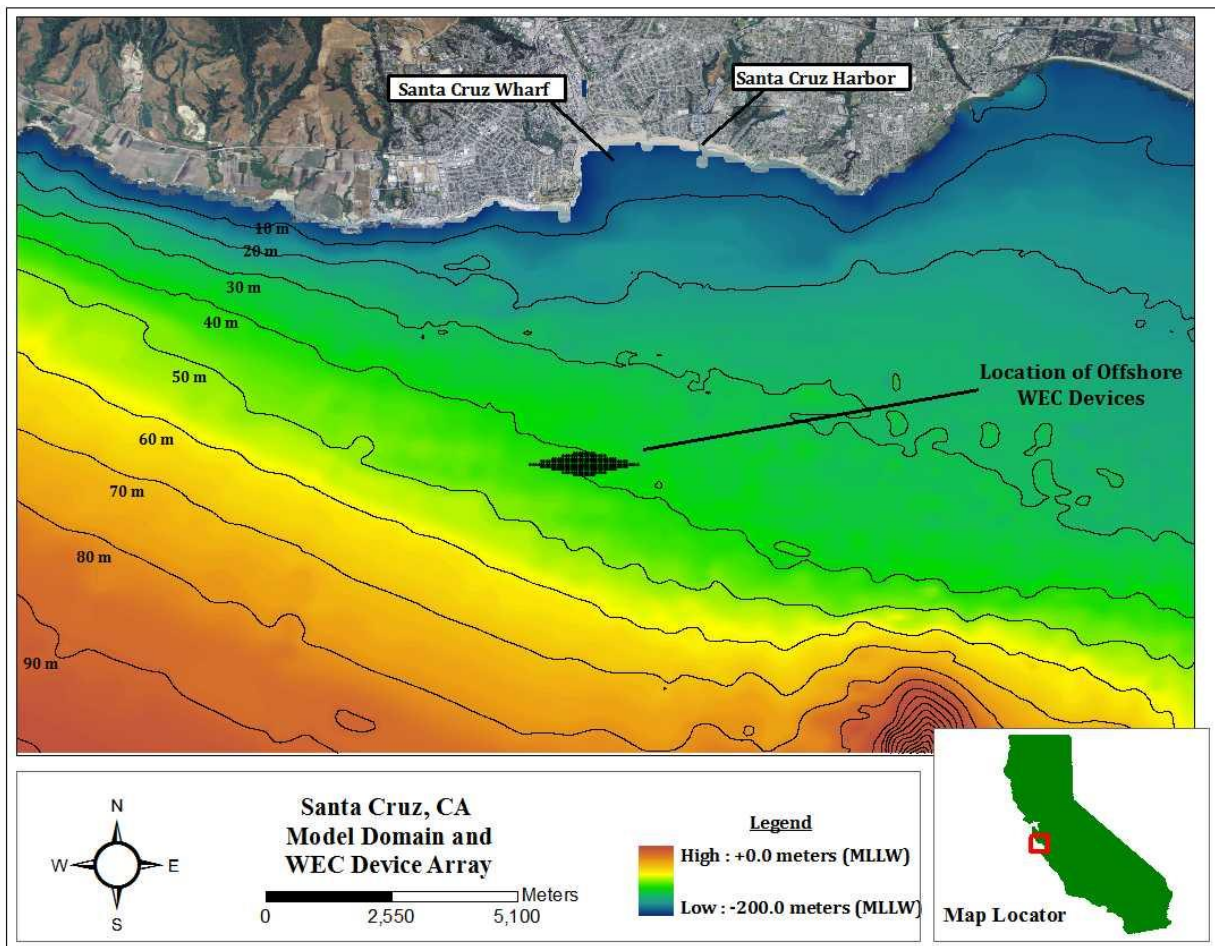 Santa Cruz Wharf
Santa Cruz Harbor
10 m
20 m
30 m
40 m
50 m
60 m
70 m
80 m
90 m
Location of Offshore
WEC Devices
N
W
E
S
Santa Cruz, CA
Model Domain and
WEC Device Array
Meters
0
2,550
5,100
Legend
High : +0.0 meters (MLLW)
Low : -200.0 meters (MLLW)
Map Locator